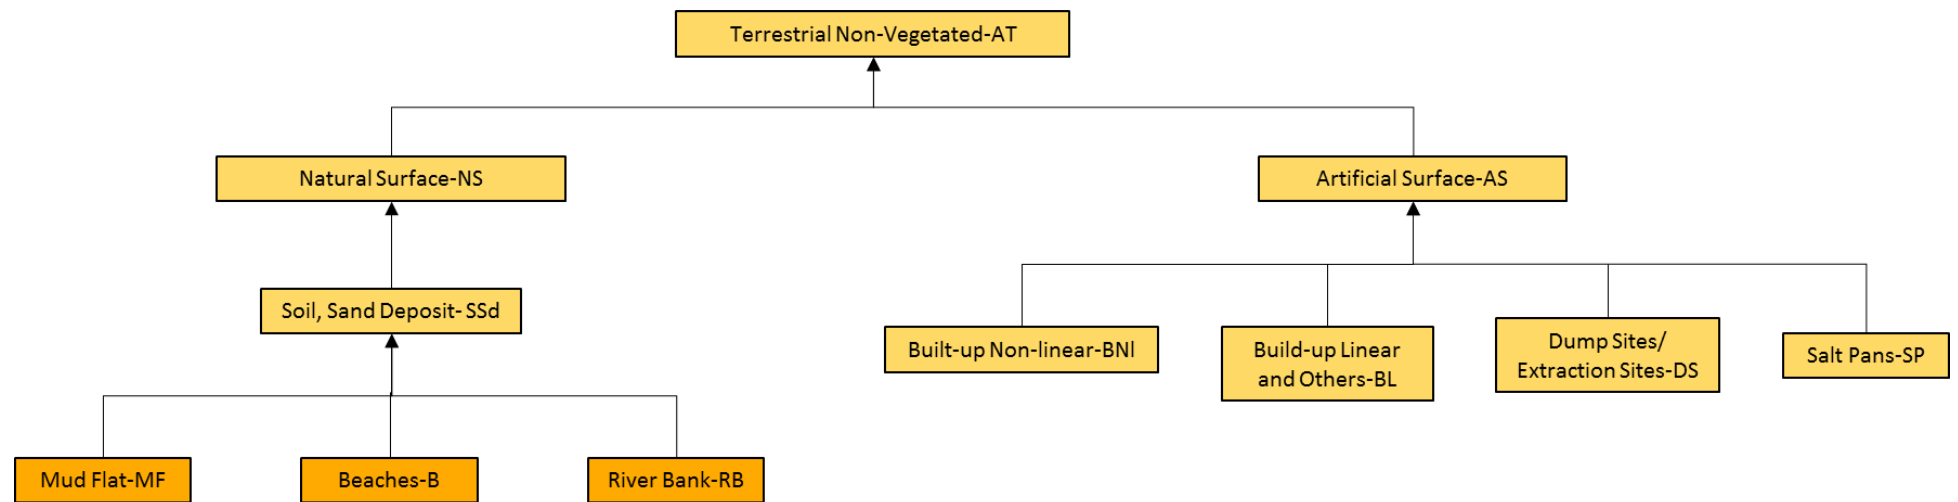 Terrestrial Non-Vegetated-AT
Natural Surface-NS
Artificial Surface-AS
Soil, Sand Deposit- SSd
Built-up Non-linear-BNl
Build-up Linear
and Others-BL
Dump Sites/
Extraction Sites-DS
Salt Pans-SP
Mud Flat-MF
Beaches-B
River Bank-RB